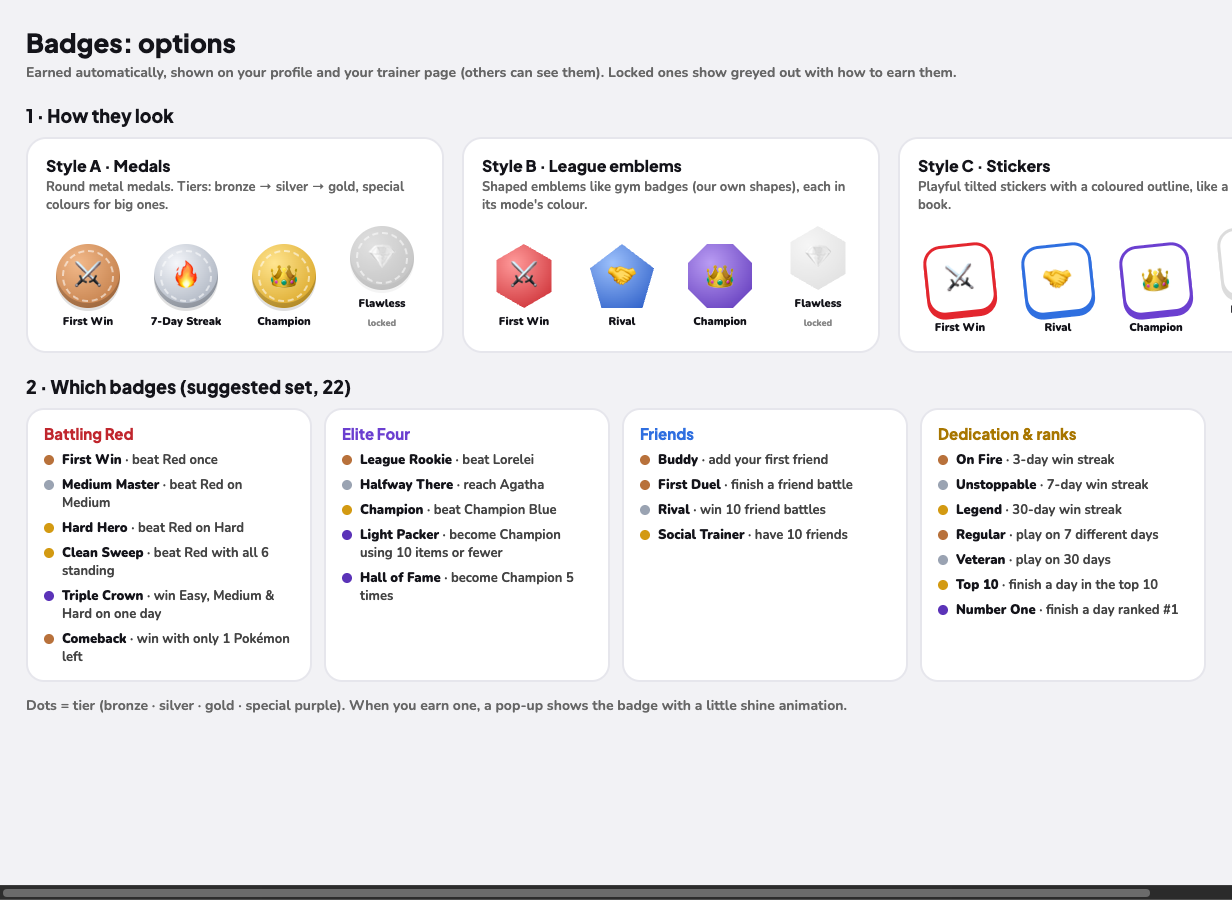 Badges: options
Earned automatically, shown on your profile and your trainer page (others can see them). Locked ones show greyed out with how to earn them.
1 · How they look
Style A · Medals
Round metal medals. Tiers: bronze → silver → gold, special
colours for big ones.
First Win
7-Day Streak
Champion
Flawless
locked
Style B · League emblems
Shaped emblems like gym badges (our own shapes), each in
its mode's colour.
First Win
Rival
Champion
Flawless
locked
Style C · Stickers
Playful tilted stickers with a coloured outline, like a
book.
First Win
Rival
Champion
2 · Which badges (suggested set, 22)
Battling Red
First Win · beat Red once
Medium Master · beat Red on
Medium
Hard Hero · beat Red on Hard
Clean Sweep · beat Red with all 6
standing
Triple Crown · win Easy, Medium &
Hard on one day
Comeback · win with only 1 Pokémon
left
Elite Four
League Rookie · beat Lorelei
Halfway There · reach Agatha
Champion · beat Champion Blue
Light Packer · become Champion
using 10 items or fewer
Hall of Fame · become Champion 5
times
Friends
Buddy · add your first friend
First Duel · finish a friend battle
Rival · win 10 friend battles
Social Trainer · have 10 friends
Dedication & ranks
On Fire · 3-day win streak
Unstoppable · 7-day win streak
Legend · 30-day win streak
Regular · play on 7 different days
Veteran · play on 30 days
Top 10 · finish a day in the top 10
Number One · finish a day ranked #1
Dots = tier (bronze · silver · gold · special purple). When you earn one, a pop-up shows the badge with a little shine animation.